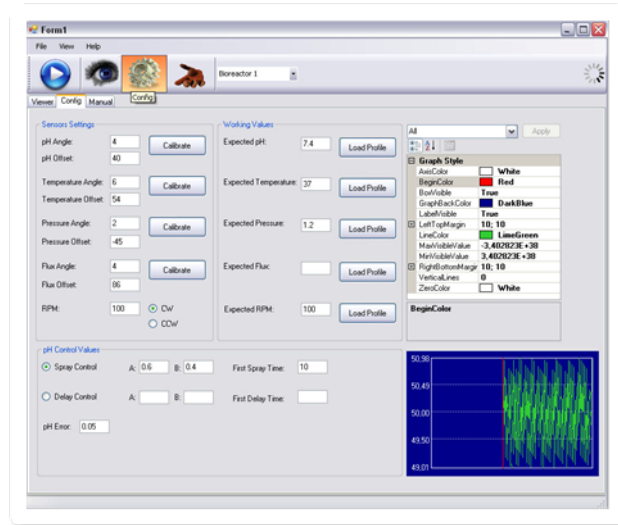 Form1
File View Help
Bioreactor 1
Viewer Config Manual
Config
Sensors Settings
pH Angle: 4 Calibrate
pH Offset: 40
Temperature Angle: 6 Calibrate
Temperature Offset: 54
Pressure Angle: 2 Calibrate
Pressure Offset: -45
Flux Angle: 4 Calibrate
Flux Offset: 86
RPM: 100 CW
CCW
Working Values
Expected pH: 7.4 Load Profile
Expected Temperature: 37 Load Profile
Expected Pressure: 1.2 Load Profile
Expected Flux: Load Profile
Expected RPM: 100 Load Profile
All Apply
Graph Style
AxisColor White
BeginColor Red
BoxVisible True
GraphBackColor DarkBlue
LabelVisible True
LeftTopMargin 10; 10
LineColor LimeGreen
MaxVisibleValue -3,402823E+38
MinVisibleValue 3,402823E+38
RightBottomMargir 10; 10
VerticalLines 0
ZeroColor White
BeginColor
pH Control Values
Spray Control A: 0.6 B: 0.4 First Spray Time: 10
Delay Control A: B: First Delay Time:
pH Error: 0.05
50,98
50,49
50,00
49,50
49,01